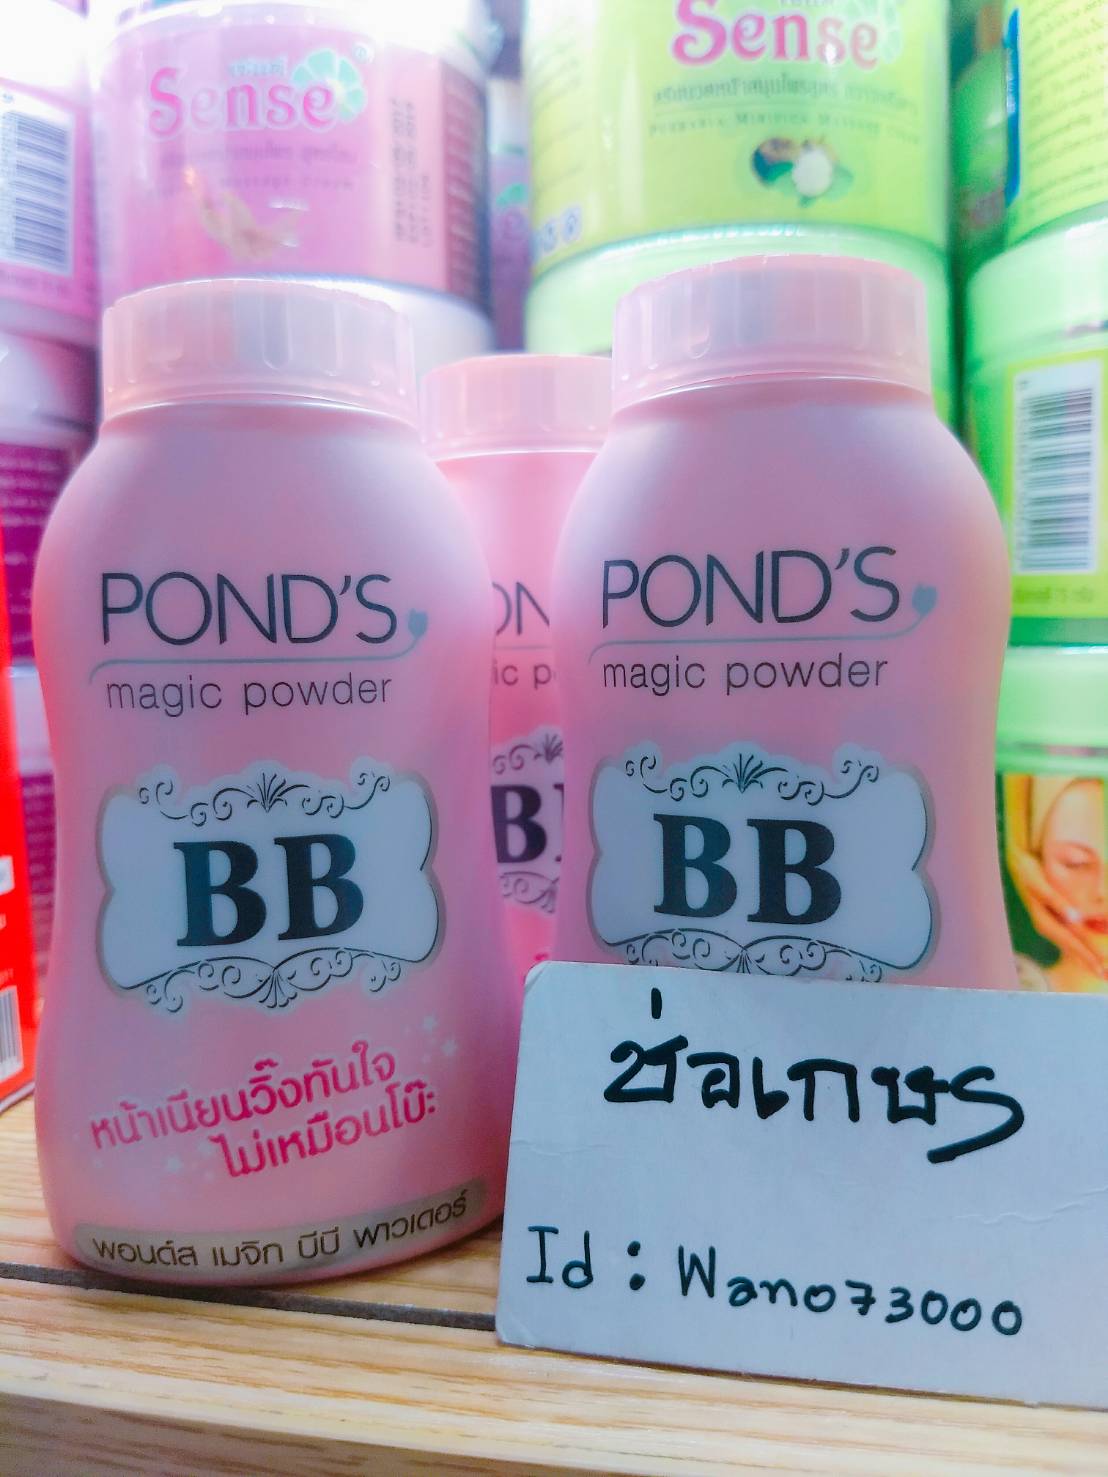 Sense
Sense
POND'S
magic powder
BB
หน้าเนียนวิ๊งทันใจ
ไม่เหมือนโบ๊ะ
พอนด์ส เมจิก บีบี พาวเดอร์
POND'S
magic powder
BB
ช่อเกษร
Id : Wano73000